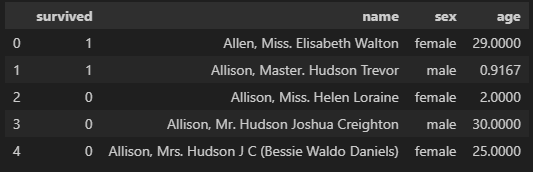 survived name sex age
0 1 Allen, Miss. Elisabeth Walton female 29.0000
1 1 Allison, Master. Hudson Trevor male 0.9167
2 0 Allison, Miss. Helen Loraine female 2.0000
3 0 Allison, Mr. Hudson Joshua Creighton male 30.0000
4 0 Allison, Mrs. Hudson J C (Bessie Waldo Daniels) female 25.0000